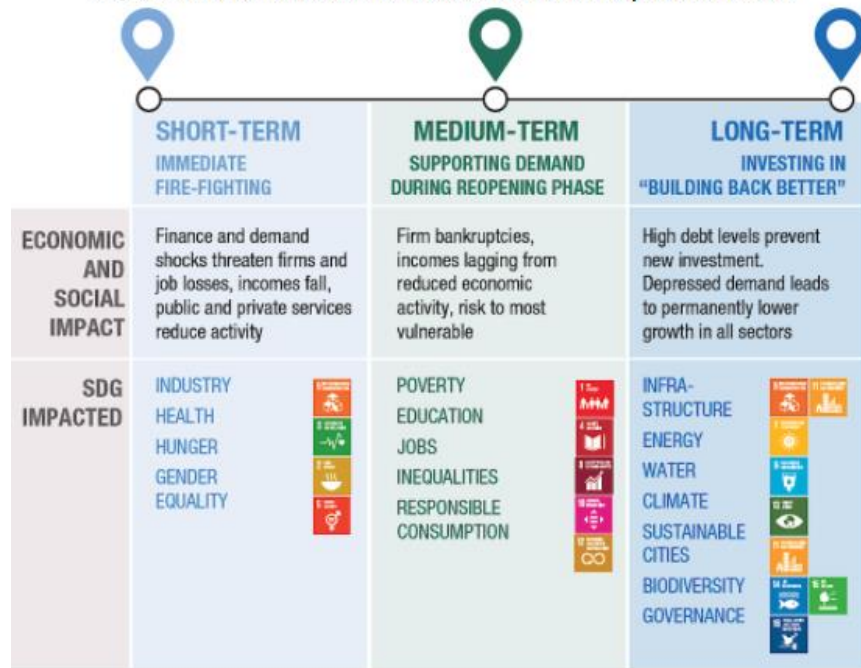 SHORT-TERM
IMMEDIATE
FIRE-FIGHTING
MEDIUM-TERM
SUPPORTING DEMAND
DURING REOPENING PHASE
LONG-TERM
INVESTING IN
“BUILDING BACK BETTER”
ECONOMIC
AND
SOCIAL
IMPACT
Finance and demand
shocks threaten firms and
job losses, incomes fall,
public and private services
reduce activity
Firm bankruptcies,
incomes lagging from
reduced economic
activity, risk to most
vulnerable
High debt levels prevent
new investment.
Depressed demand leads
to permanently lower
growth in all sectors
SDG
IMPACTED
INDUSTRY
HEALTH
HUNGER
GENDER
EQUALITY
POVERTY
EDUCATION
JOBS
INEQUALITIES
RESPONSIBLE
CONSUMPTION
INFRA-
STRUCTURE
ENERGY
WATER
CLIMATE
SUSTAINABLE
CITIES
BIODIVERSITY
GOVERNANCE